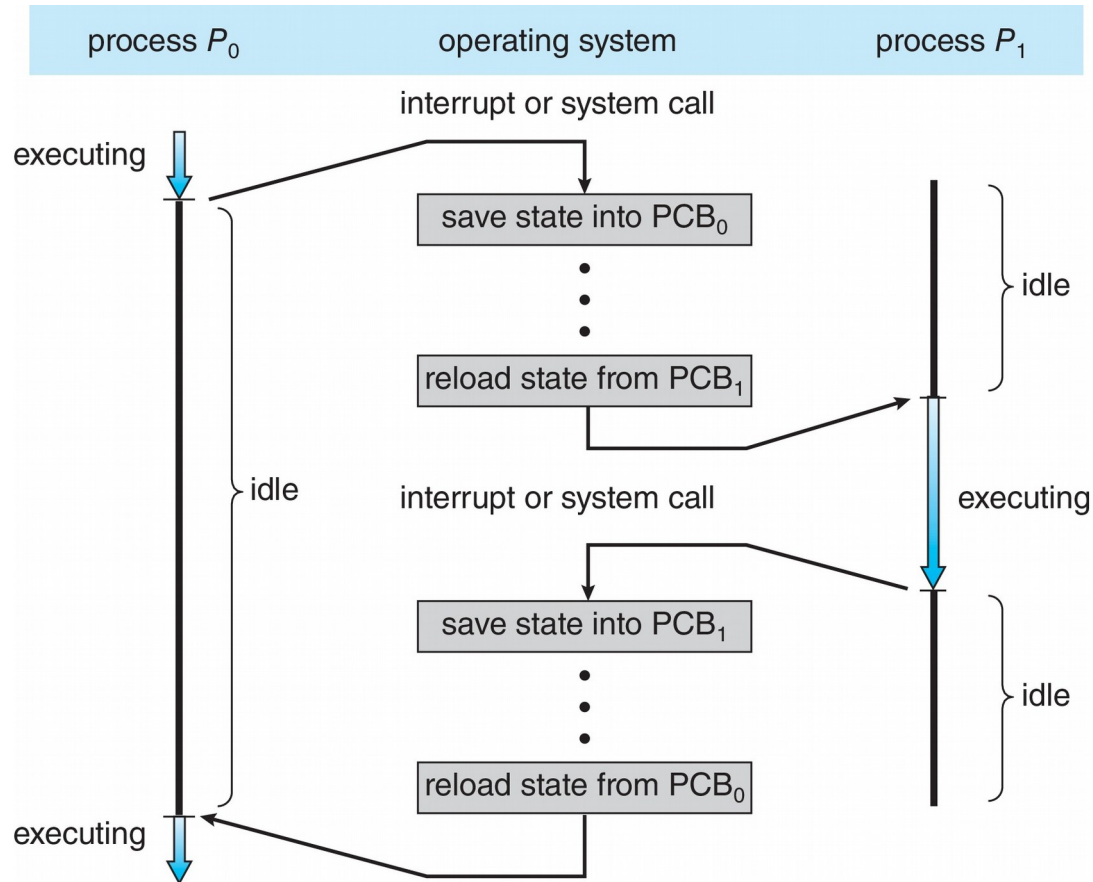 process P₀
operating system
process P₁
interrupt or system call
executing
save state into PCB₀
idle
reload state from PCB₁
idle
interrupt or system call
executing
save state into PCB₁
idle
reload state from PCB₀
executing